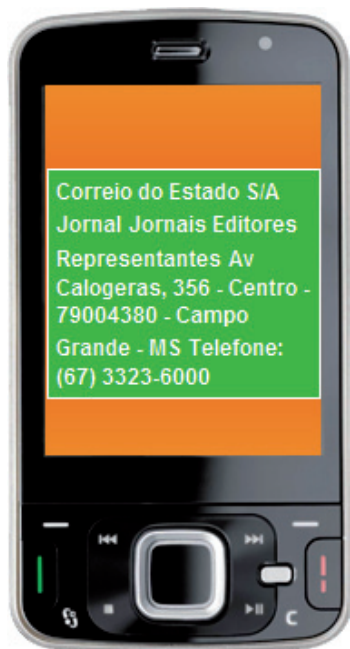 Correio do Estado S/A
Jornal Jornais Editores
Representantes Av
Calogeras, 356 - Centro -
79004380 - Campo
Grande - MS Telefone:
(67) 3323-6000
C